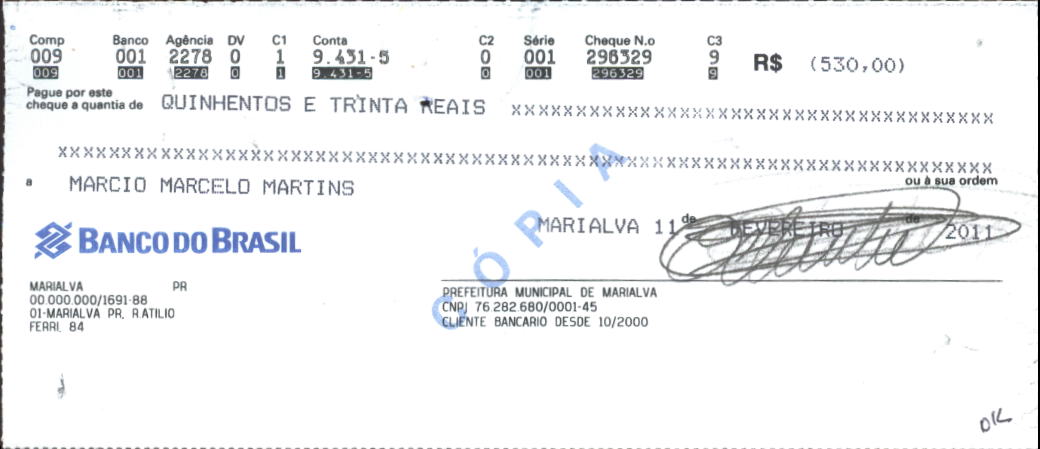 Comp Banco Agência DV C1 Conta C2 Série Cheque N.o C3
009 001 2278 0 1 9.431-5 0 001 296329 9 R$ (530,00)
009 001 2278 0 1 9.431-5 0 001 296329 9
Pague por este
cheque a quantia de QUINHENTOS E TRINTA REAIS XXXXXXXXXXXXXXXXXXXXXXXXXXXXXXXXXXXXXXXXXXXXX
XXXXXXXXXXXXXXXXXXXXXXXXXXXXXXXXXXXXXXXXXXXXXXXXXXXXXXXXXXXXXXXXXXXXXXXXXXXXXXXXXXXXXXXX
a MARCIO MARCELO MARTINS ou à sua ordem
MARIALVA 11 de FEVEREIRO de 2011
BANCO DO BRASIL
CÓPIA
MARIALVA PR
00.000.000/1691-88
01-MARIALVA PR. R.ATILIO
FERRI, 84
PREFEITURA MUNICIPAL DE MARIALVA
CNPJ 76.282.680/0001-45
CLIENTE BANCARIO DESDE 10/2000
OK